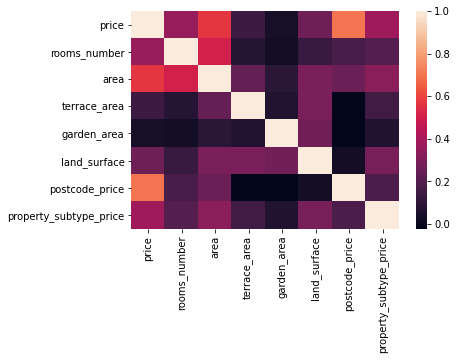 price
rooms_number
area
terrace_area
garden_area
land_surface
postcode_price
property_subtype_price
price
rooms_number
area
terrace_area
garden_area
land_surface
postcode_price
property_subtype_price
1.0
0.8
0.6
0.4
0.2
0.0